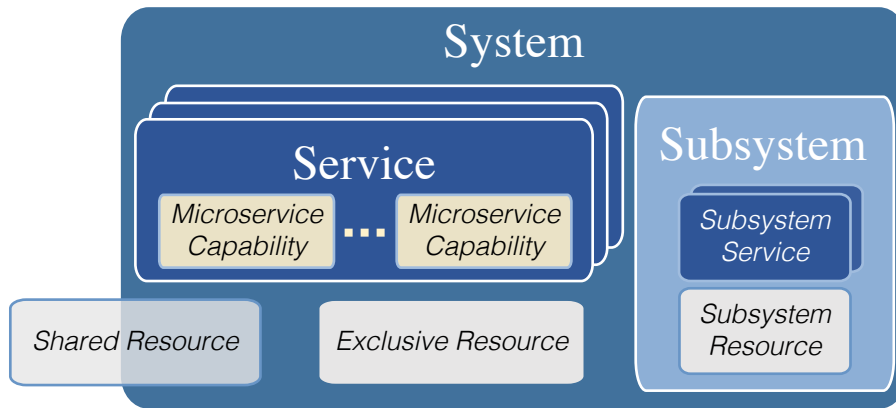 System
Service
Microservice
Capability
...
Microservice
Capability
Subsystem
Subsystem
Service
Subsystem
Resource
Shared Resource
Exclusive Resource